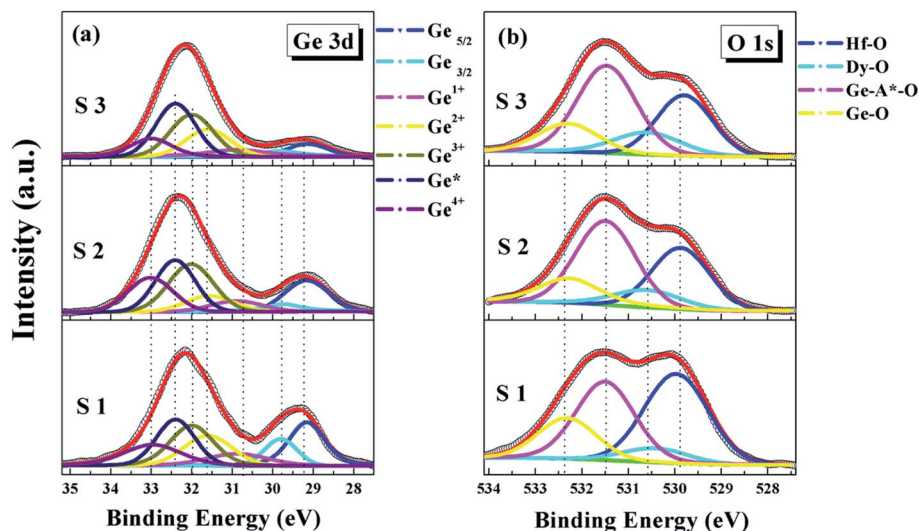 (a)
Ge 3d
S 3
S 2
S 1
Intensity (a.u.)
35 34 33 32 31 30 29 28
Binding Energy (eV)
Ge 5/2
Ge 3/2
Ge1+
Ge2+
Ge3+
Ge*
Ge4+
(b)
O 1s
S 3
S 2
S 1
534 533 532 531 530 529 528
Binding Energy (eV)
Hf-O
Dy-O
Ge-A*-O
Ge-O